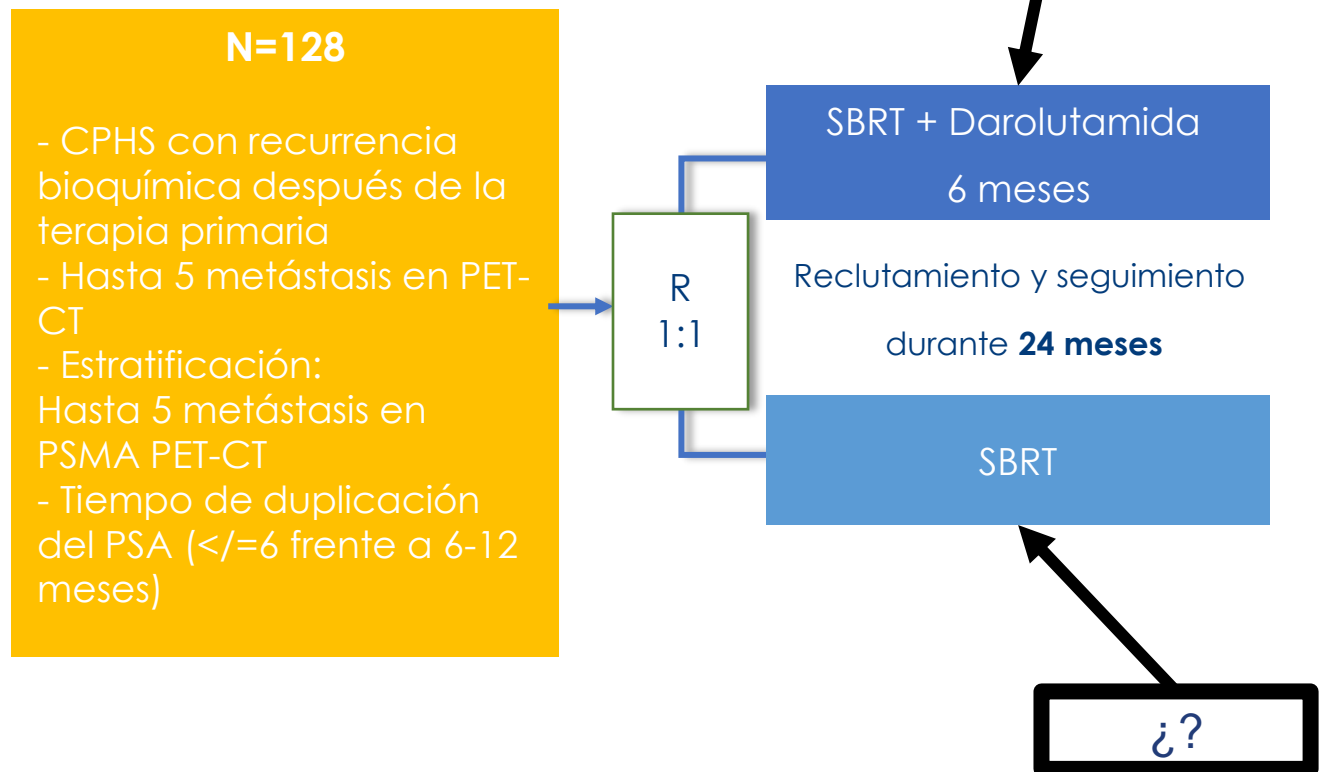 N=128
- CPHS con recurrencia
bioquímica después de la
terapia primaria
- Hasta 5 metástasis en PET-
CT
- Estratificación:
Hasta 5 metástasis en
PSMA PET-CT
- Tiempo de duplicación
del PSA (</=6 frente a 6-12
meses)
R
1:1
SBRT + Darolutamida
6 meses
Reclutamiento y seguimiento
durante 24 meses
SBRT
¿?